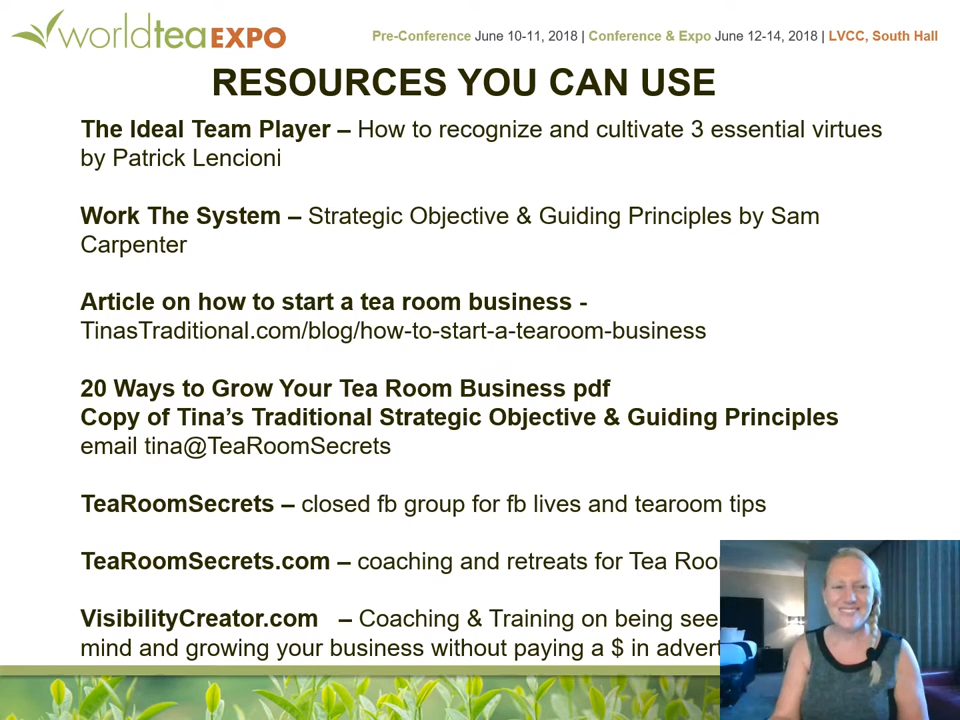 worldteaEXPO
Pre-Conference June 10-11, 2018 | Conference & Expo June 12-14, 2018 | LVCC, South Hall
RESOURCES YOU CAN USE
The Ideal Team Player – How to recognize and cultivate 3 essential virtues
by Patrick Lencioni
Work The System – Strategic Objective & Guiding Principles by Sam
Carpenter
Article on how to start a tea room business -
TinasTraditional.com/blog/how-to-start-a-tearoom-business
20 Ways to Grow Your Tea Room Business pdf
Copy of Tina’s Traditional Strategic Objective & Guiding Principles
email tina@TeaRoomSecrets
TeaRoomSecrets – closed fb group for fb lives and tearoom tips
TeaRoomSecrets.com – coaching and retreats for Tea
VisibilityCreator.com – Coaching & Training on being
mind and growing your business without paying a $ in